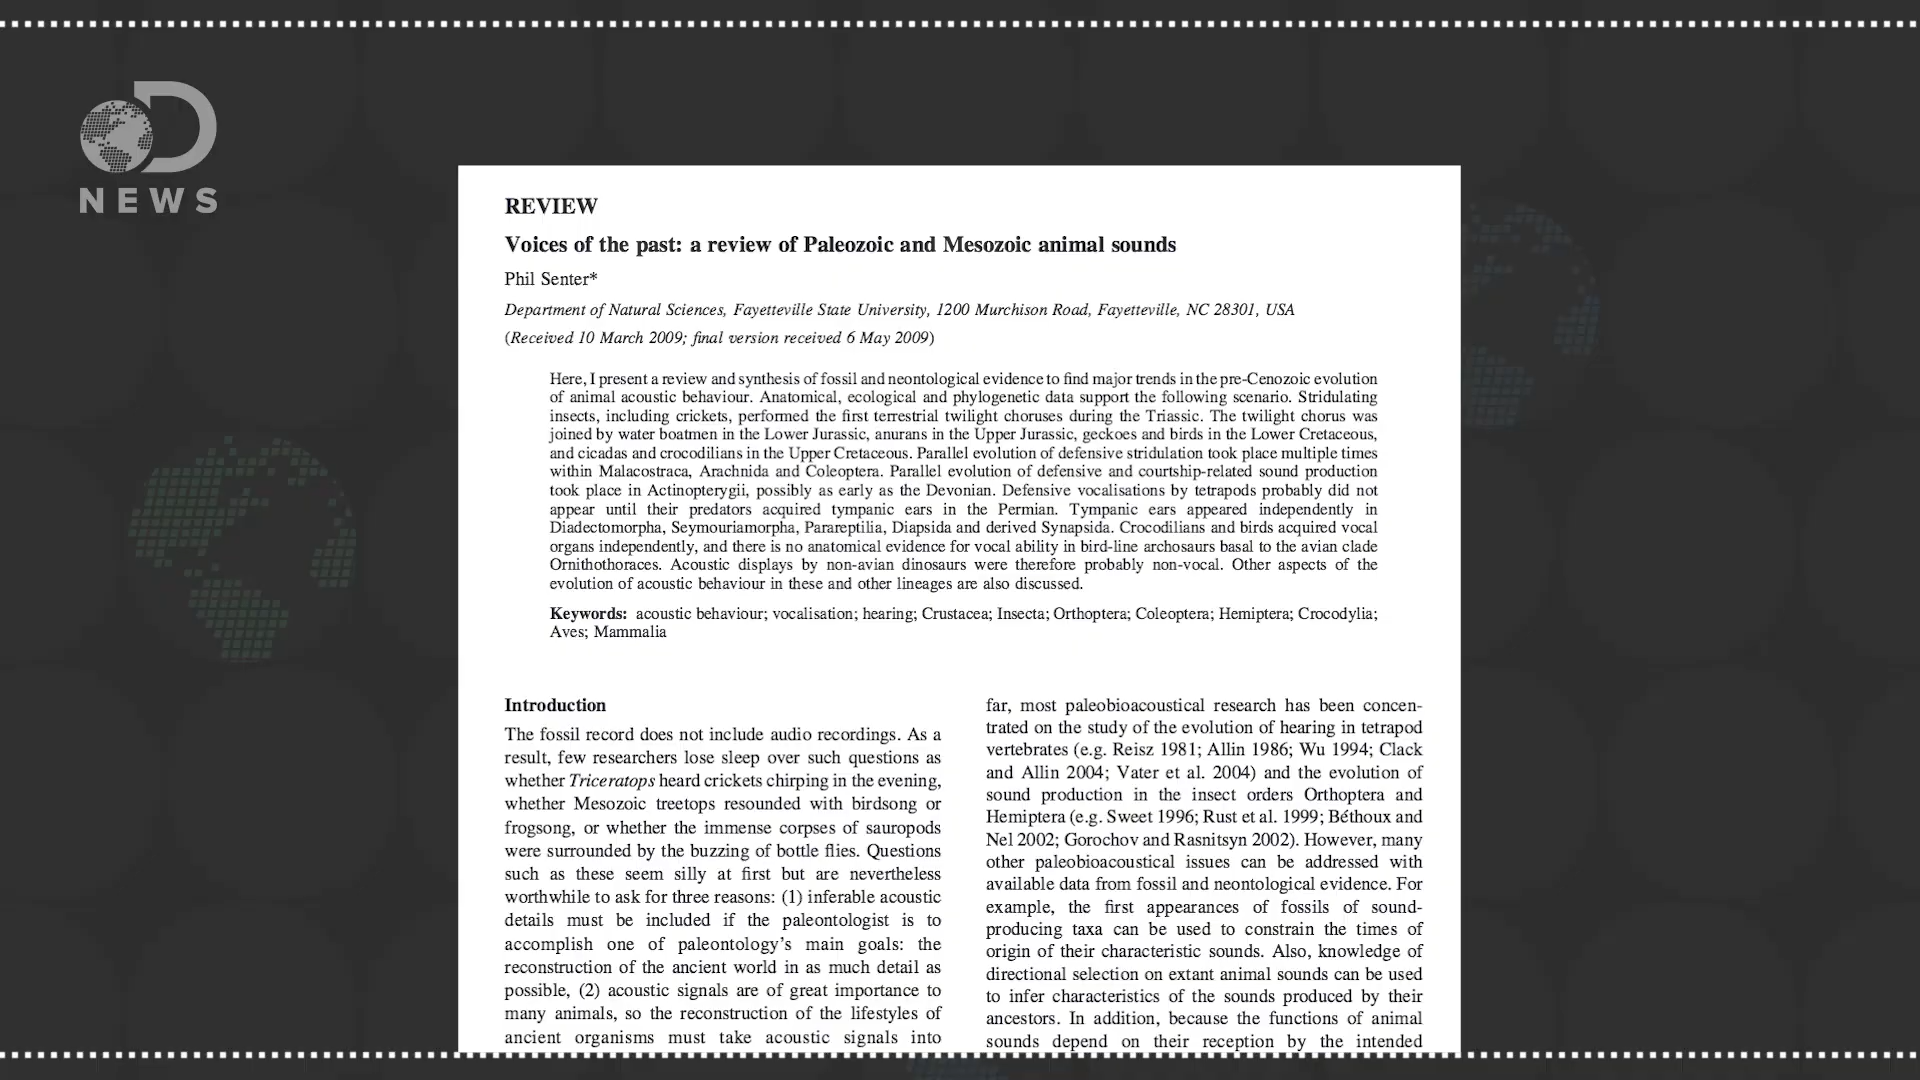 D
NEWS
REVIEW
Voices of the past: a review of Paleozoic and Mesozoic animal sounds
Phil Senter*
Department of Natural Sciences, Fayetteville State University, 1200 Murchison Road, Fayetteville, NC 28301, USA
(Received 10 March 2009; final version received 6 May 2009)
Here, I present a review and synthesis of fossil and neontological evidence to find major trends in the pre-Cenozoic evolution
of animal acoustic behaviour. Anatomical, ecological and phylogenetic data support the following scenario. Stridulating
insects, including crickets, performed the first terrestrial twilight choruses during the Triassic. The twilight chorus was
joined by water boatmen in the Lower Jurassic, anurans in the Upper Jurassic, geckoes and birds in the Lower Cretaceous,
and cicadas and crocodilians in the Upper Cretaceous. Parallel evolution of defensive stridulation took place multiple times
within Malacostraca, Arachnida and Coleoptera. Parallel evolution of defensive and courtship-related sound production
took place in Actinopterygii, possibly as early as the Devonian. Defensive vocalisations by tetrapods probably did not
appear until their predators acquired tympanic ears in the Permian. Tympanic ears appeared independently in
Diadectomorpha, Seymouriamorpha, Parareptilia, Diapsida and derived Synapsida. Crocodilians and birds acquired vocal
organs independently, and there is no anatomical evidence for vocal ability in bird-line archosaurs basal to the avian clade
Ornithothoraces. Acoustic displays by non-avian dinosaurs were therefore probably non-vocal. Other aspects of the
evolution of acoustic behaviour in these and other lineages are also discussed.
Keywords: acoustic behaviour; vocalisation; hearing; Crustacea; Insecta; Orthoptera; Coleoptera; Hemiptera; Crocodylia;
Aves; Mammalia
Introduction
The fossil record does not include audio recordings. As a
result, few researchers lose sleep over such questions as
whether Triceratops heard crickets chirping in the evening,
whether Mesozoic treetops resounded with birdsong or
frogsong, or whether the immense corpses of sauropods
were surrounded by the buzzing of bottle flies. Questions
such as these seem silly at first but are nevertheless
worthwhile to ask for three reasons: (1) inferable acoustic
details must be included if the paleontologist is to
accomplish one of paleontology's main goals: the
reconstruction of the ancient world in as much detail as
possible, (2) acoustic signals are of great importance to
many animals, so the reconstruction of the lifestyles of
ancient organisms must take acoustic signals into
far, most paleobioacoustical research has been concen-
trated on the study of the evolution of hearing in tetrapod
vertebrates (e.g. Reisz 1981; Allin 1986; Wu 1994; Clack
and Allin 2004; Vater et al. 2004) and the evolution of
sound production in the insect orders Orthoptera and
Hemiptera (e.g. Sweet 1996; Rust et al. 1999; Béthoux and
Nel 2002; Gorochov and Rasnitsyn 2002). However, many
other paleobioacoustical issues can be addressed with
available data from fossil and neontological evidence. For
example, the first appearances of fossils of sound-
producing taxa can be used to constrain the times of
origin of their characteristic sounds. Also, knowledge of
directional selection on extant animal sounds can be used
to infer characteristics of the sounds produced by their
ancestors. In addition, because the functions of animal
sounds depend on their reception by the intended